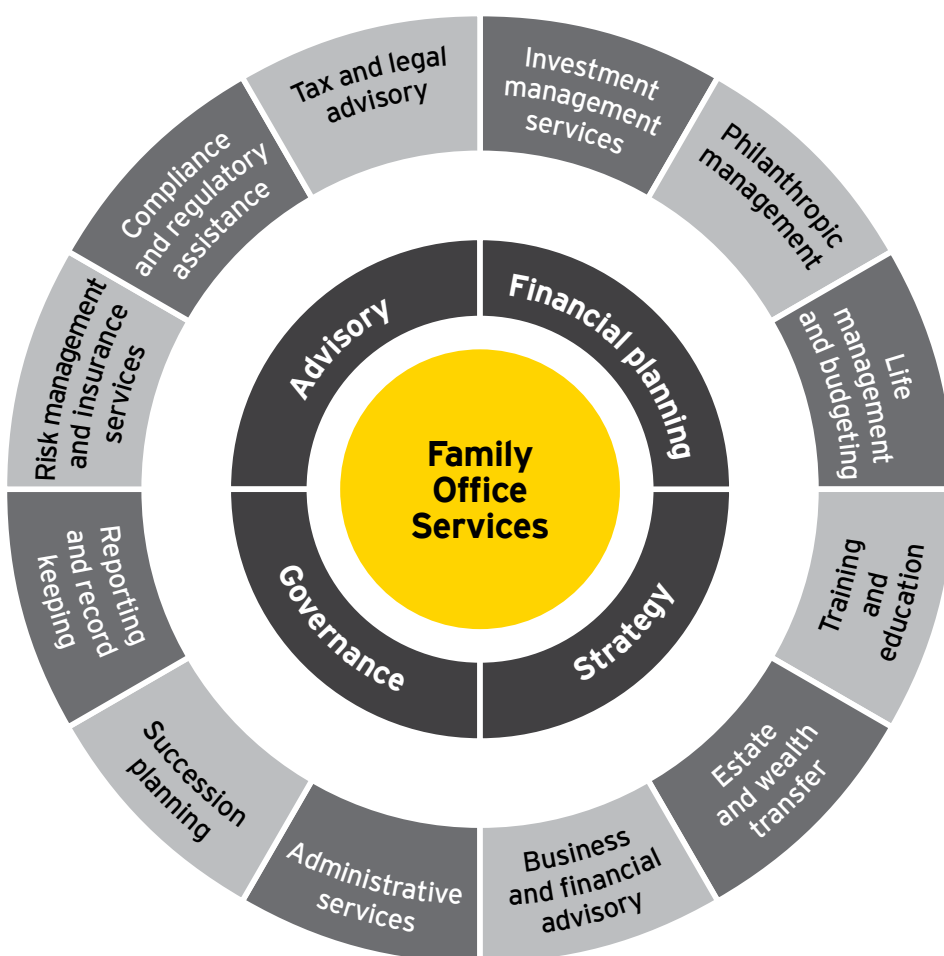 Family
Office
Services
Financial planning
Strategy
Governance
Advisory
Investment
management
services
Philanthropic
management
Life
management
and budgeting
Training
and
education
Estate
and wealth
transfer
Business
and financial
advisory
Administrative
services
Succession
planning
Reporting
and record
keeping
Risk management
and insurance
services
Compliance
and regulatory
assistance
Tax and legal
advisory